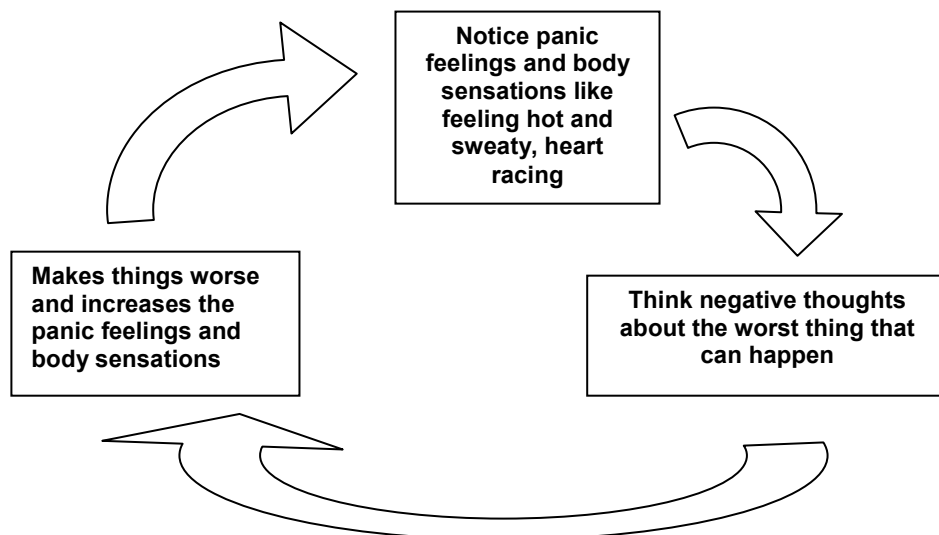 Notice panic
feelings and body
sensations like
feeling hot and
sweaty, heart
racing
Think negative thoughts
about the worst thing that
can happen
Makes things worse
and increases the
panic feelings and
body sensations